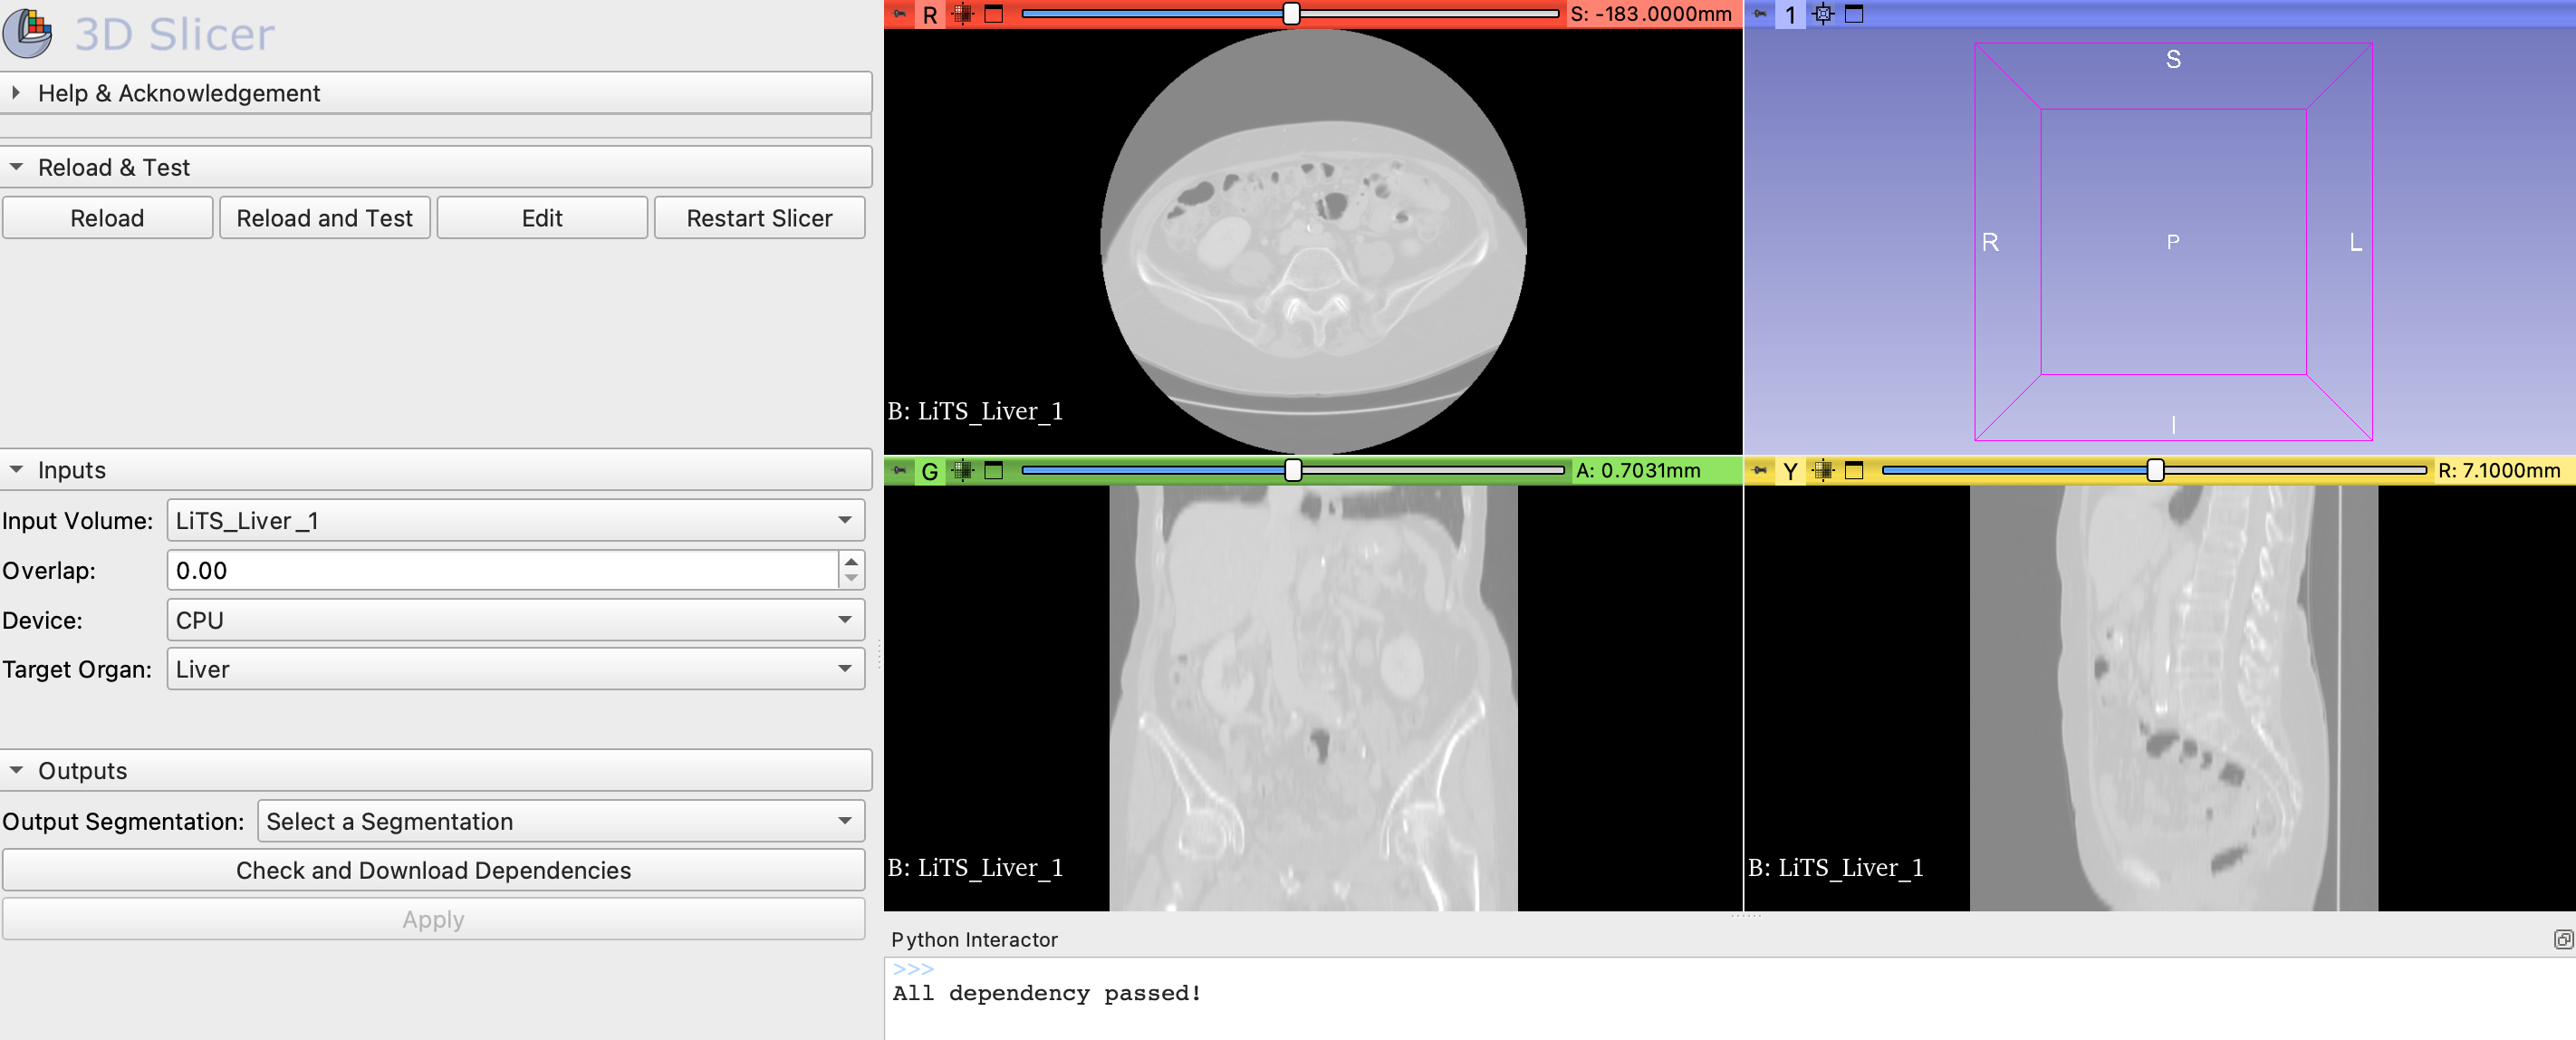 3D Slicer
Help & Acknowledgement
Reload & Test
Reload
Reload and Test
Edit
Restart Slicer
Inputs
Input Volume: LiTS_Liver_1
Overlap: 0.00
Device: CPU
Target Organ: Liver
Outputs
Output Segmentation: Select a Segmentation
Check and Download Dependencies
Apply
R
S: -183.0000mm
B: LiTS_Liver_1
1
S
R
P
L
I
G
A: 0.7031mm
B: LiTS_Liver_1
Y
R: 7.1000mm
B: LiTS_Liver_1
Python Interactor
>>>
All dependency passed!